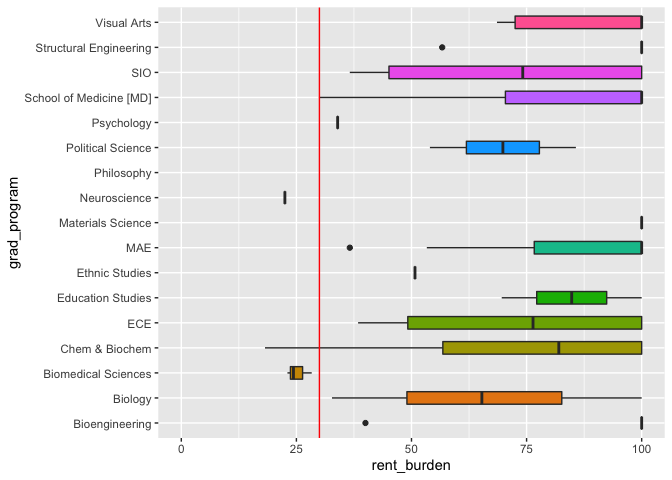 Visual Arts
Structural Engineering
SIO
School of Medicine [MD]
Psychology
Political Science
Philosophy
Neuroscience
Materials Science
MAE
Ethnic Studies
Education Studies
ECE
Chem & Biochem
Biomedical Sciences
Biology
Bioengineering
grad_program
0 25 50 75 100
rent_burden